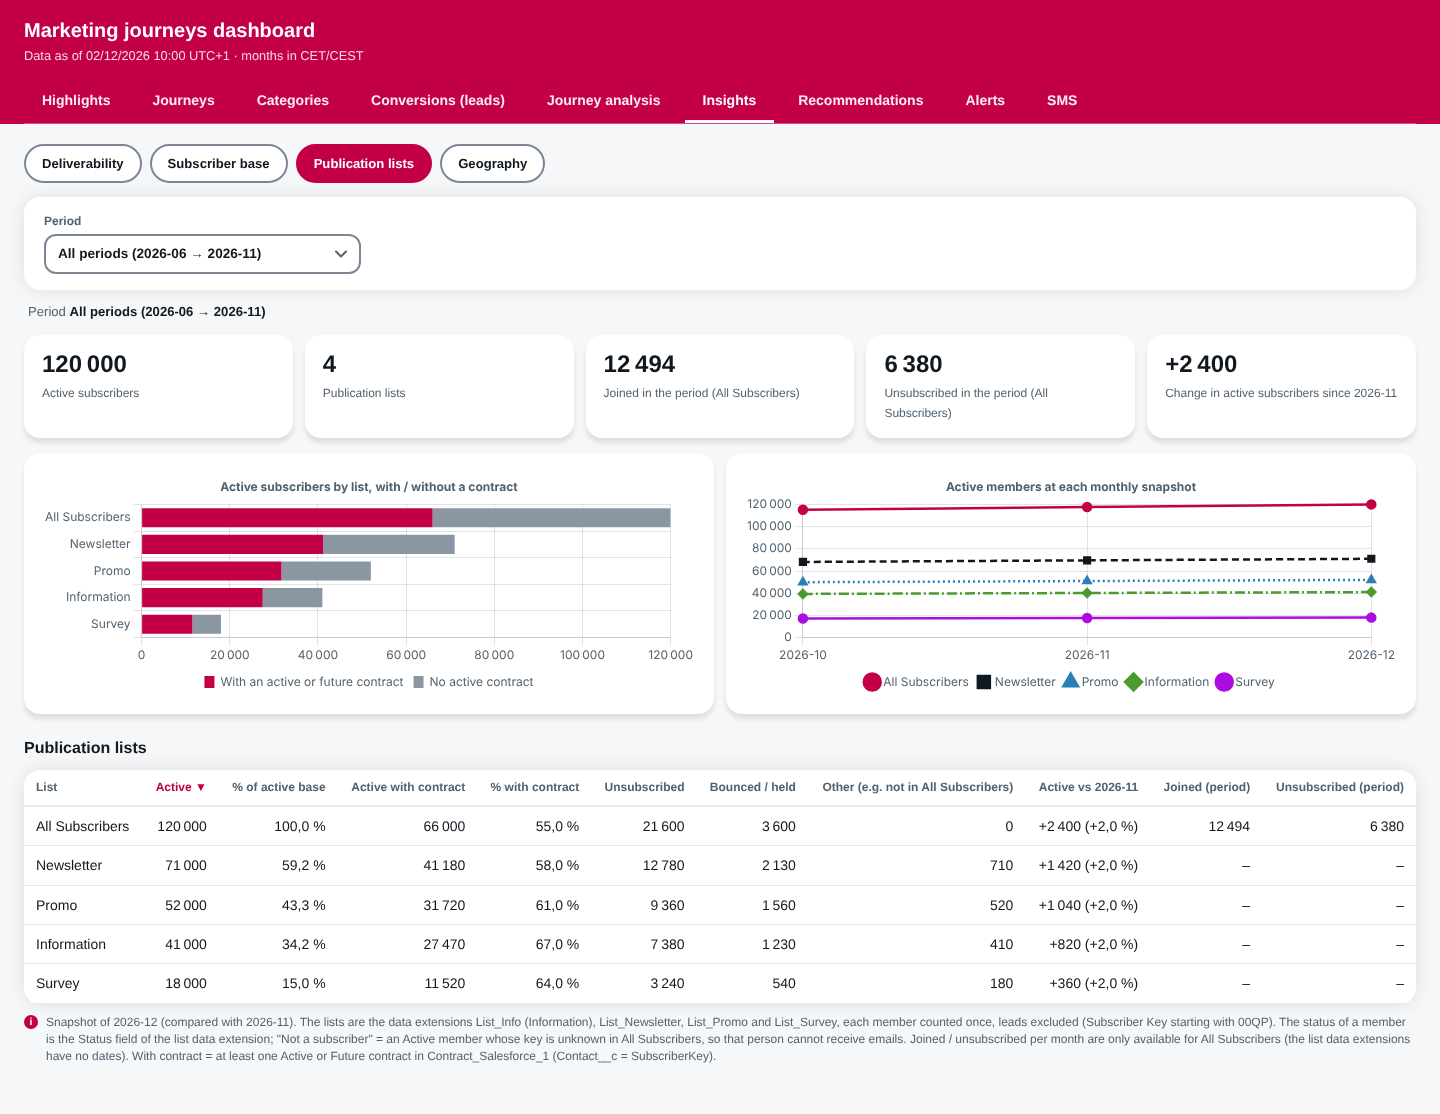 Marketing journeys dashboard
Data as of 02/12/2026 10:00 UTC+1 · months in CET/CEST
Highlights Journeys Categories Conversions (leads) Journey analysis Insights Recommendations Alerts SMS
Deliverability Subscriber base Publication lists Geography
Period
All periods (2026-06 → 2026-11)
Period All periods (2026-06 → 2026-11)
120 000
Active subscribers
4
Publication lists
12 494
Joined in the period (All Subscribers)
6 380
Unsubscribed in the period (All
Subscribers)
+2 400
Change in active subscribers since 2026-11
Active subscribers by list, with / without a contract
All Subscribers
Newsletter
Promo
Information
Survey
0 20 000 40 000 60 000 80 000 100 000 120 000
With an active or future contract No active contract
Active members at each monthly snapshot
120 000
100 000
80 000
60 000
40 000
20 000
0
2026-10 2026-11 2026-12
All Subscribers Newsletter Promo Information Survey
Publication lists
List Active ▼ % of active base Active with contract % with contract Unsubscribed Bounced / held Other (e.g. not in All Subscribers) Active vs 2026-11 Joined (period) Unsubscribed (period)
All Subscribers 120 000 100,0 % 66 000 55,0 % 21 600 3 600 0 +2 400 (+2,0 %) 12 494 6 380
Newsletter 71 000 59,2 % 41 180 58,0 % 12 780 2 130 710 +1 420 (+2,0 %) – –
Promo 52 000 43,3 % 31 720 61,0 % 9 360 1 560 520 +1 040 (+2,0 %) – –
Information 41 000 34,2 % 27 470 67,0 % 7 380 1 230 410 +820 (+2,0 %) – –
Survey 18 000 15,0 % 11 520 64,0 % 3 240 540 180 +360 (+2,0 %) – –
i Snapshot of 2026-12 (compared with 2026-11). The lists are the data extensions List_Info (Information), List_Newsletter, List_Promo and List_Survey, each member counted once, leads excluded (Subscriber Key starting with 00QP). The status of a member
is the Status field of the list data extension; "Not a subscriber" = an Active member whose key is unknown in All Subscribers, so that person cannot receive emails. Joined / unsubscribed per month are only available for All Subscribers (the list data extensions
have no dates). With contract = at least one Active or Future contract in Contract_Salesforce_1 (Contact__c = SubscriberKey).